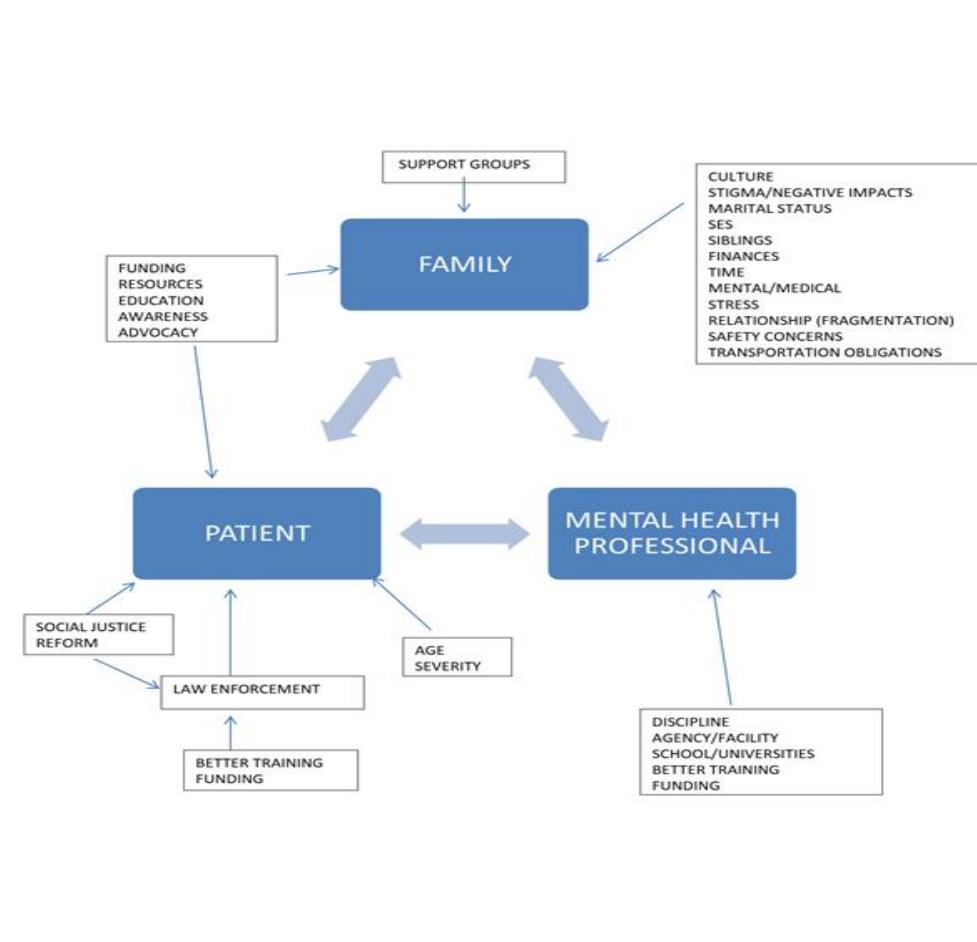 SUPPORT GROUPS
CULTURE
STIGMA/NEGATIVE IMPACTS
MARITAL STATUS
SES
SIBLINGS
FINANCES
TIME
MENTAL/MEDICAL
STRESS
RELATIONSHIP (FRAGMENTATION)
SAFETY CONCERNS
TRANSPORTATION OBLIGATIONS
FAMILY
FUNDING
RESOURCES
EDUCATION
AWARENESS
ADVOCACY
PATIENT
MENTAL HEALTH
PROFESSIONAL
SOCIAL JUSTICE
REFORM
AGE
SEVERITY
LAW ENFORCEMENT
BETTER TRAINING
FUNDING
DISCIPLINE
AGENCY/FACILITY
SCHOOL/UNIVERSITIES
BETTER TRAINING
FUNDING